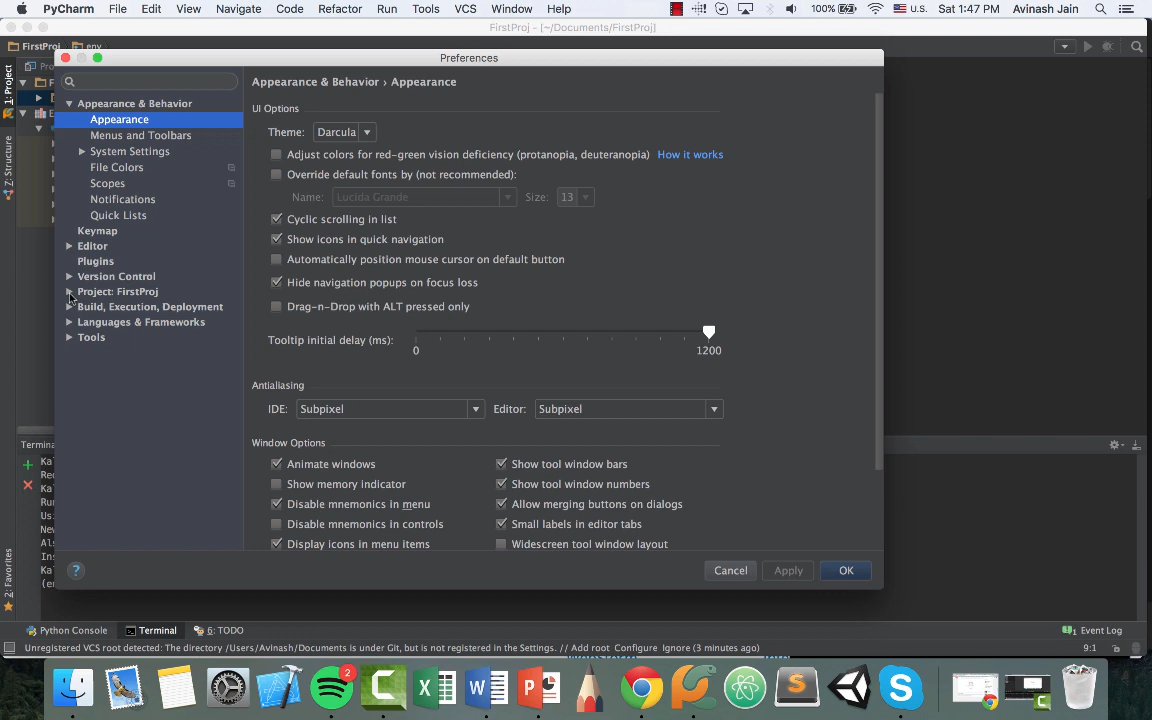 PyCharm File Edit View Navigate Code Refactor Run Tools VCS Window Help 100% U.S. Sat 1:47 PM Avinash Jain
FirstProj - [~/Documents/FirstProj]
FirstProj env
Preferences
1: Project
Z: Structure
2: Favorites
Appearance & Behavior
Appearance
Menus and Toolbars
System Settings
File Colors
Scopes
Notifications
Quick Lists
Keymap
Editor
Plugins
Version Control
Project: FirstProj
Build, Execution, Deployment
Languages & Frameworks
Tools
Appearance & Behavior › Appearance
UI Options
Theme: Darcula
Adjust colors for red-green vision deficiency (protanopia, deuteranopia) How it works
Override default fonts by (not recommended):
Name: Lucida Grande Size: 13
Cyclic scrolling in list
Show icons in quick navigation
Automatically position mouse cursor on default button
Hide navigation popups on focus loss
Drag-n-Drop with ALT pressed only
Tooltip initial delay (ms):
0 1200
Antialiasing
IDE: Subpixel Editor: Subpixel
Window Options
Animate windows Show tool window bars
Show memory indicator Show tool window numbers
Disable mnemonics in menu Allow merging buttons on dialogs
Disable mnemonics in controls Small labels in editor tabs
Display icons in menu items Widescreen tool window layout
? Cancel Apply OK
Python Console Terminal 6: TODO 1 Event Log
Unregistered VCS root detected: The directory /Users/Avinash/Documents is under Git, but is not registered in the Settings. // Add root Configure Ignore (3 minutes ago) 9:1
2